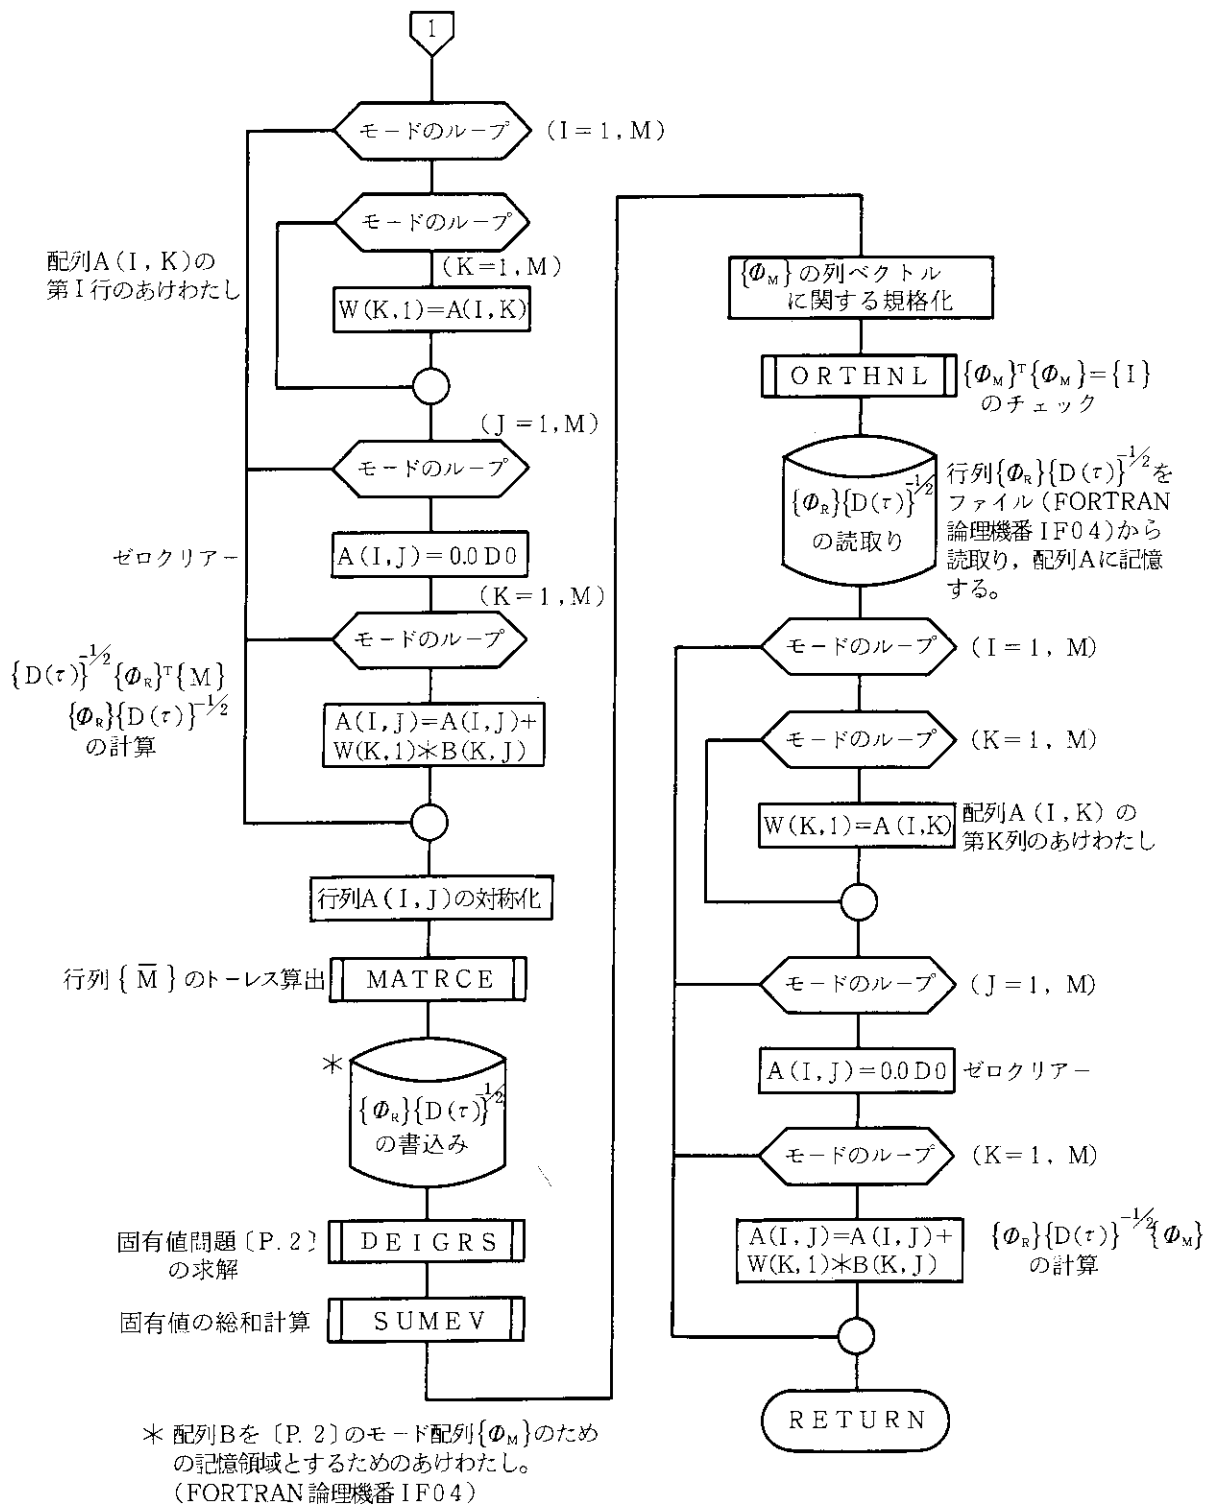 1
モードのループ (I=1,M)
モードのループ
(K=1,M)
配列A(I,K)の
第I行のあけわたし
W(K,1)=A(I,K)
(J=1,M)
モードのループ
ゼロクリアー
A(I,J)=0.0D0
(K=1,M)
モードのループ
{D(τ)}^{-1/2}{Φ_R}^T{M}
{Φ_R}{D(τ)}^{-1/2}
の計算
A(I,J)=A(I,J)+
W(K,1)*B(K,J)
行列A(I,J)の対称化
行列{M̅}のトーレス算出 MATRCE
*
{Φ_R}{D(τ)}^{-1/2}
の書込み
固有値問題〔P.2〕 DEIGRS
の求解
固有値の総和計算 SUMEV
* 配列Bを〔P.2〕のモード配列{Φ_M}のため
の記憶領域とするためのあけわたし。
(FORTRAN論理機番IF04)
{Φ_M}の列ベクトル
に関する規格化
ORTHNL {Φ_M}^T{Φ_M}={I}
のチェック
{Φ_R}{D(τ)}^{-1/2}
の読取り
行列{Φ_R}{D(τ)}^{-1/2}を
ファイル(FORTRAN
論理機番IF04)から
読取り，配列Aに記憶
する。
モードのループ (I=1,M)
モードのループ (K=1,M)
W(K,1)=A(I,K)
配列A(I,K)の
第K列のあけわたし
モードのループ (J=1,M)
A(I,J)=0.0D0 ゼロクリアー
モードのループ (K=1,M)
A(I,J)=A(I,J)+
W(K,1)*B(K,J)
{Φ_R}{D(τ)}^{-1/2}{Φ_M}
の計算
RETURN